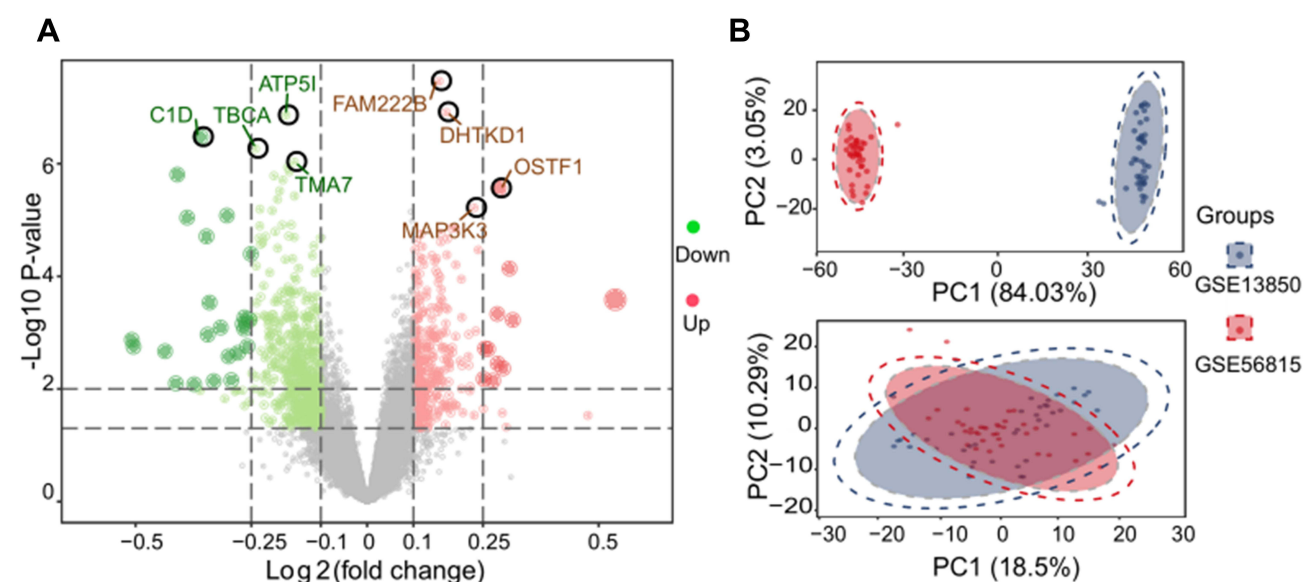 A
ATP5I
C1D
TBCA
TMA7
FAM222B
DHTKD1
OSTF1
MAP3K3
6
4
2
0
-Log10 P-value
−0.5
−0.25
−0.1
0
0.1
0.25
0.5
Log2(fold change)
Down
Up
B
20
0
−20
PC2 (3.05%)
−60
−30
0
30
60
PC1 (84.03%)
20
10
0
−10
−20
PC2 (10.29%)
−30
−20
−10
0
10
20
30
PC1 (18.5%)
Groups
GSE13850
GSE56815